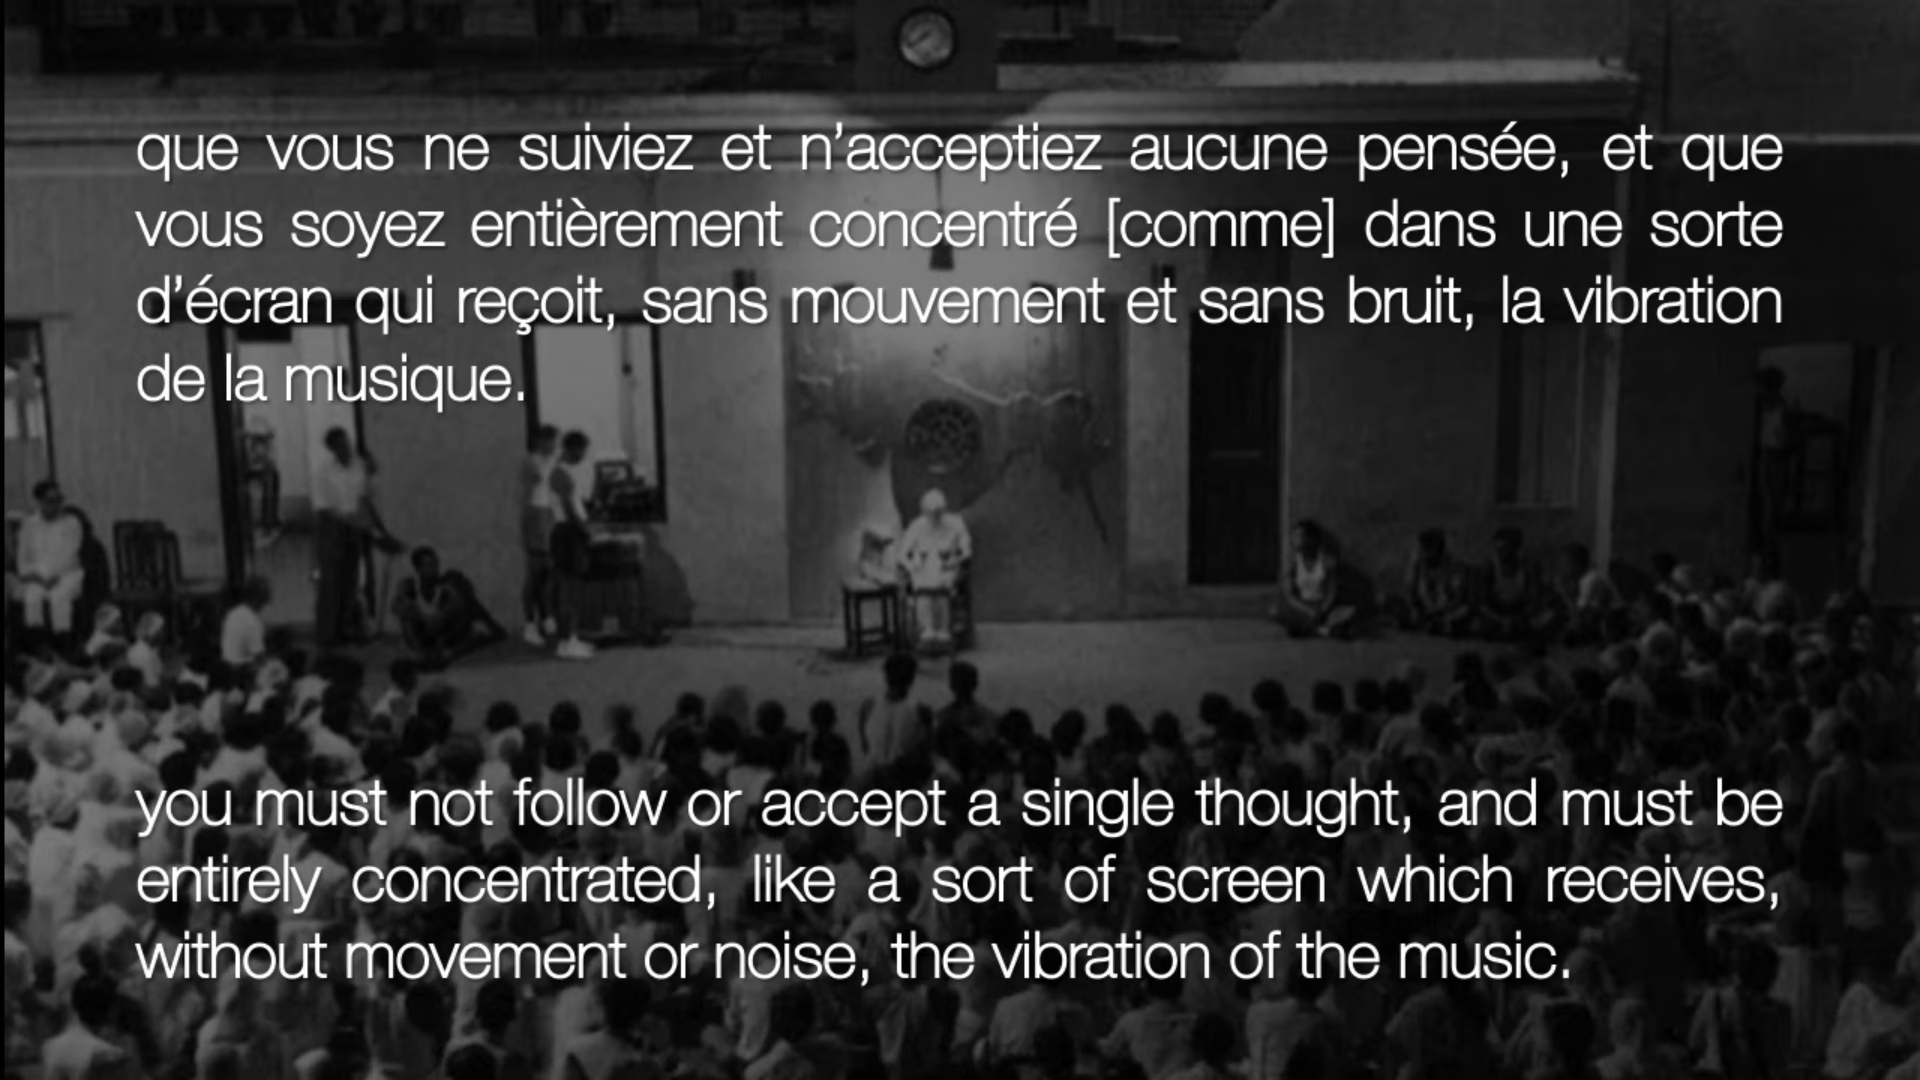 que vous ne suiviez et n’acceptiez aucune pensée, et que
vous soyez entièrement concentré [comme] dans une sorte
d’écran qui reçoit, sans mouvement et sans bruit, la vibration
de la musique.
you must not follow or accept a single thought, and must be
entirely concentrated, like a sort of screen which receives,
without movement or noise, the vibration of the music.